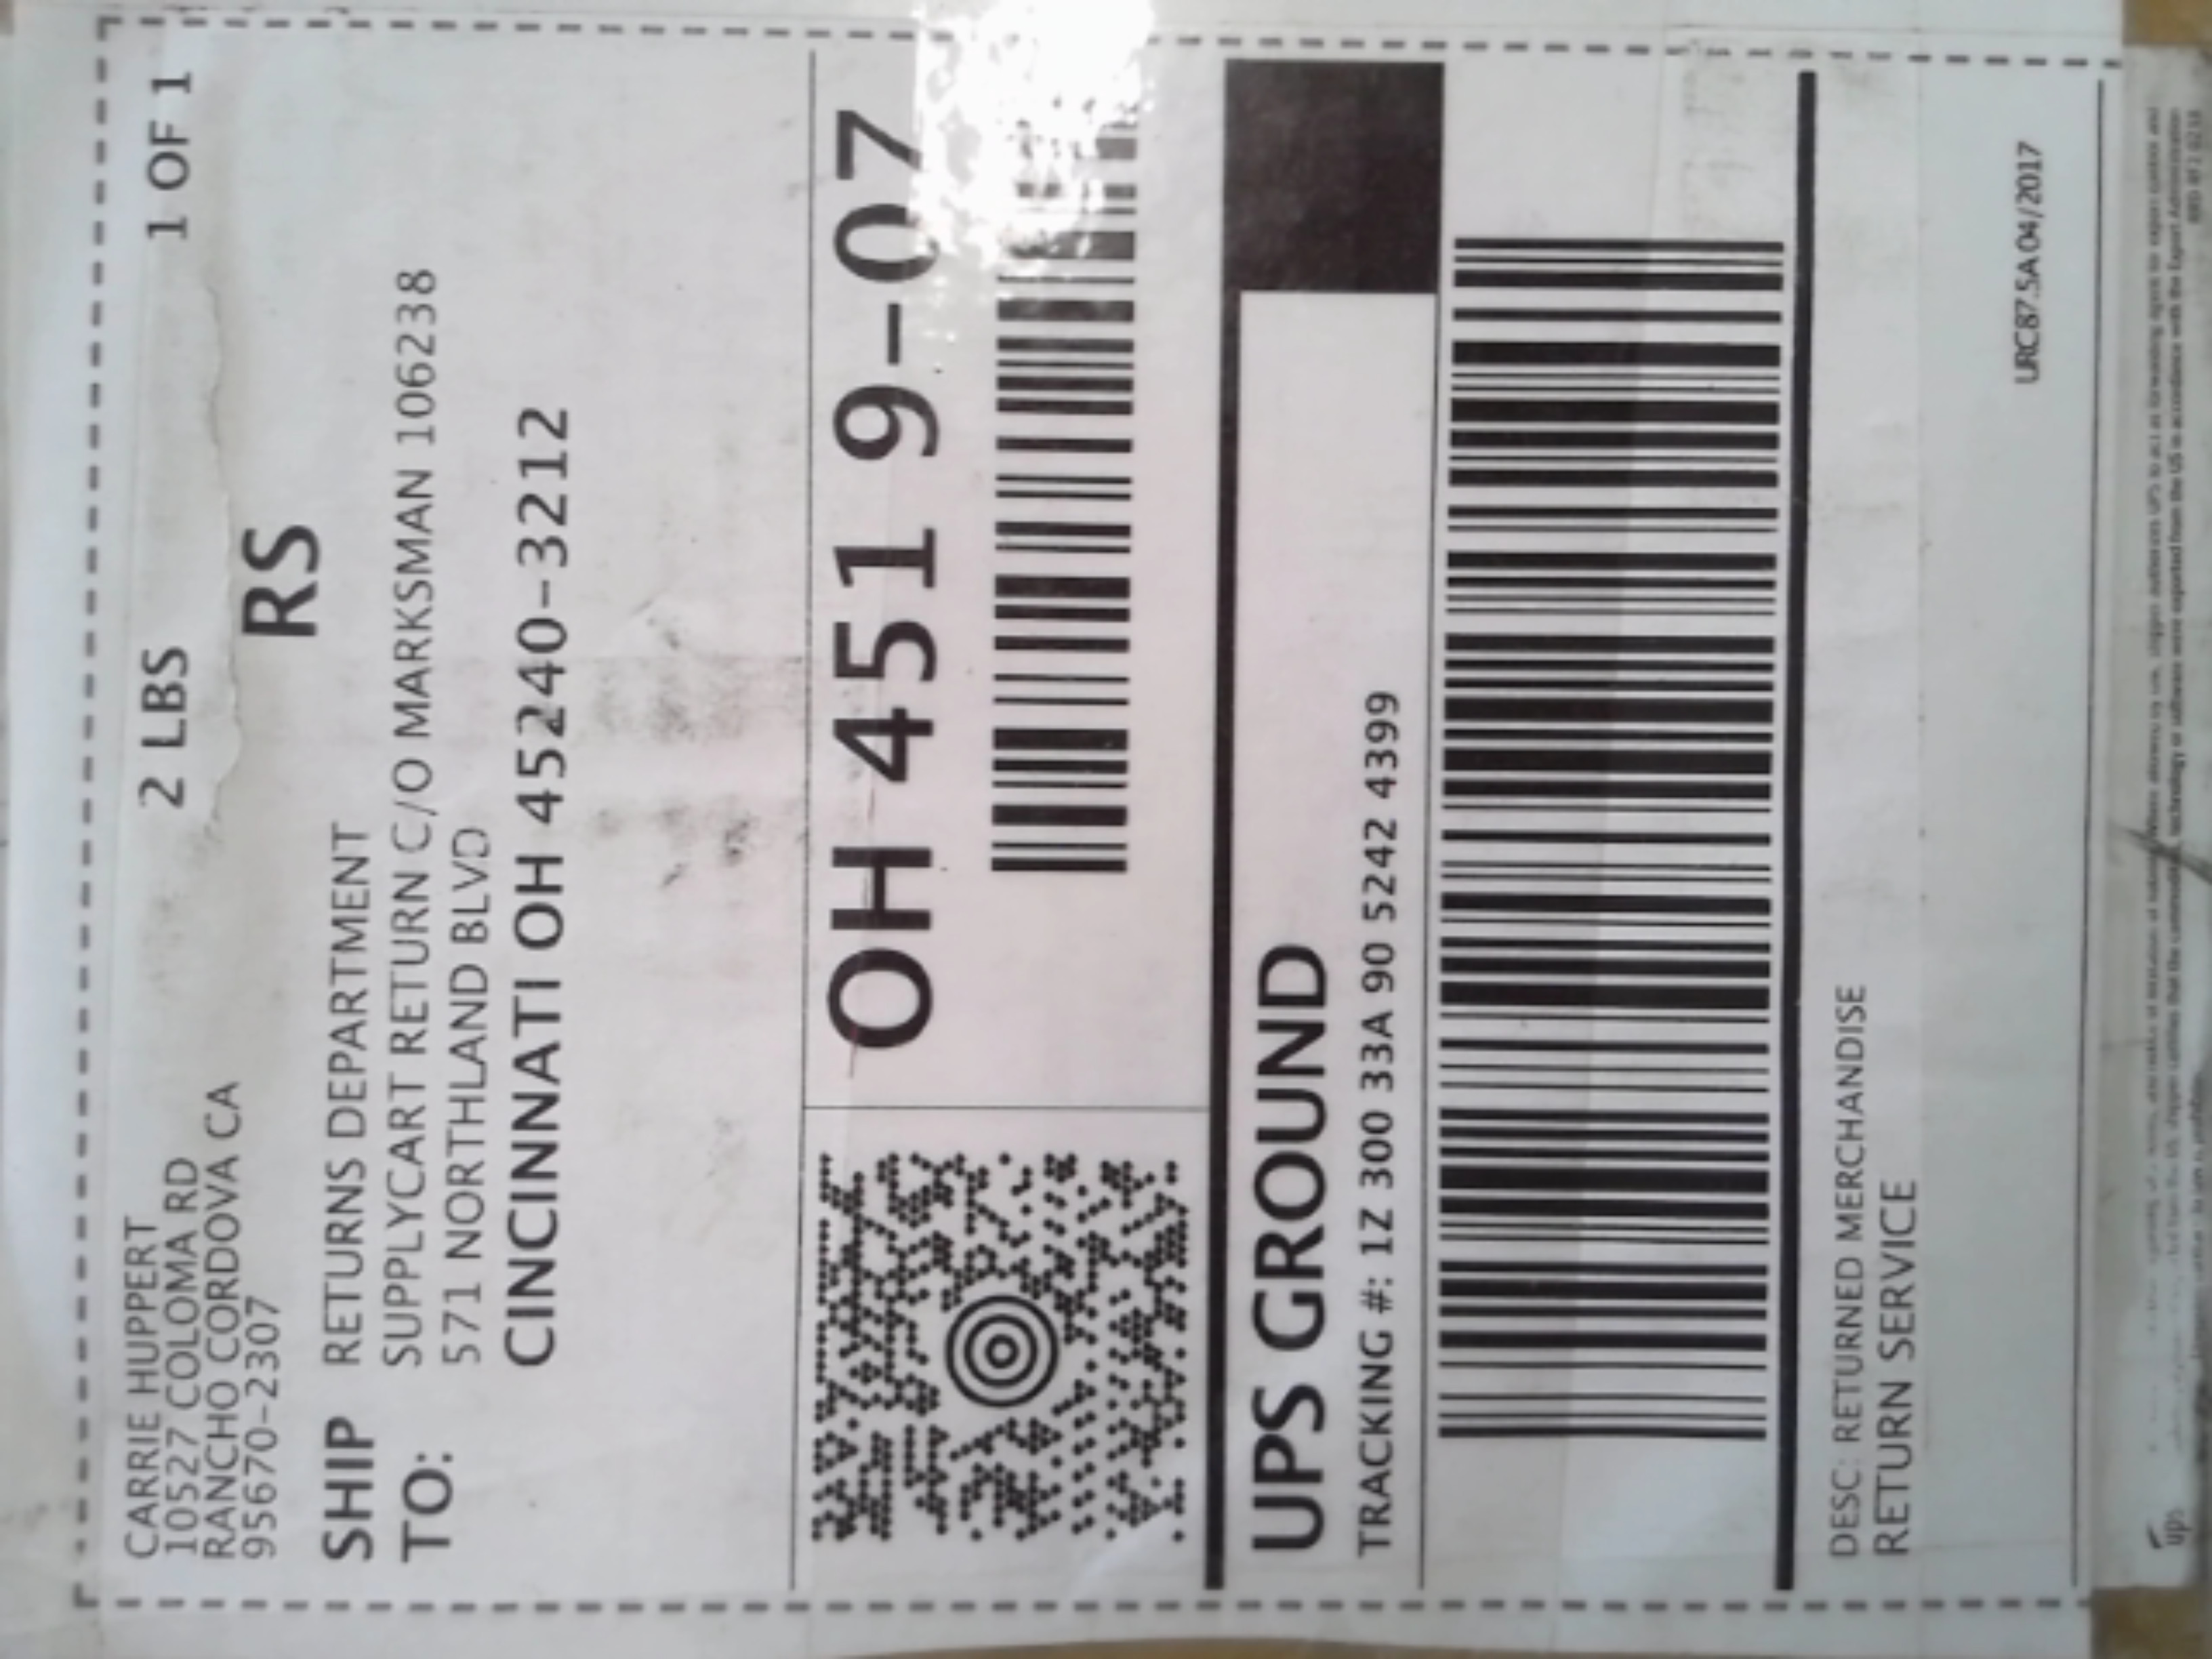 CARRIE HUPPERT
10527 COLOMA RD
RANCHO CORDOVA CA
95670-2307
2 LBS
1 OF 1
RS
SHIP TO:
RETURNS DEPARTMENT
SUPPLYCART RETURN C/O MARKSMAN 106238
571 NORTHLAND BLVD
CINCINNATI OH 45240-3212
OH 451 9-07
UPS GROUND
TRACKING #: 1Z 300 33A 90 5242 4399
DESC: RETURNED MERCHANDISE
RETURN SERVICE
URC87.5A 04/2017
ups